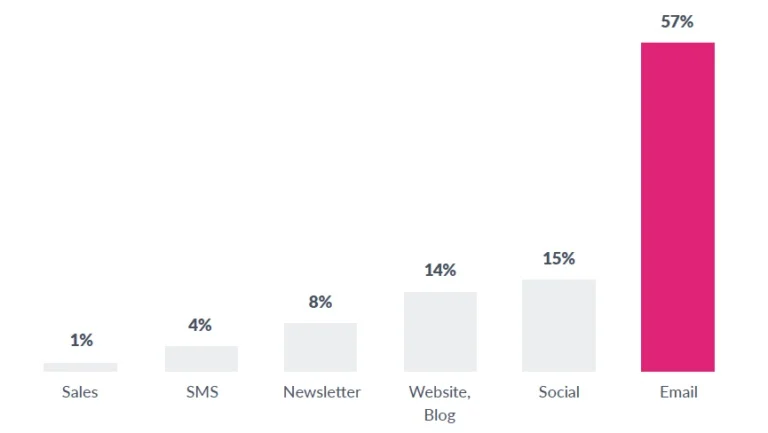 57%
15%
14%
8%
4%
1%
Sales
SMS
Newsletter
Website,
Blog
Social
Email